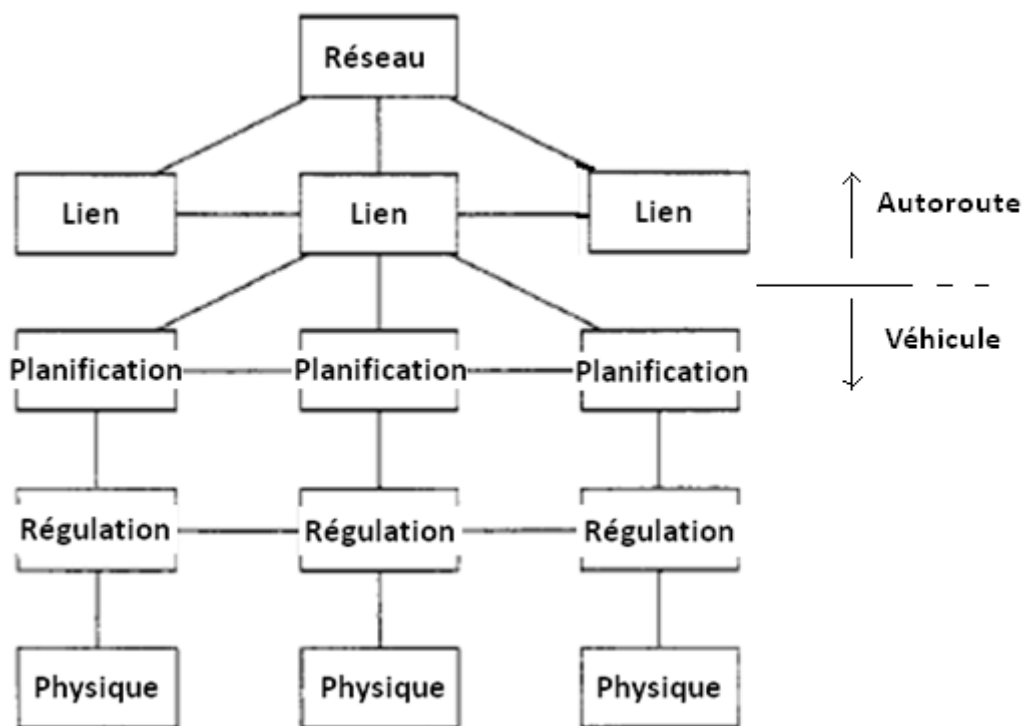 Réseau
Lien
Lien
Lien
Autoroute
Véhicule
Planification
Planification
Planification
Régulation
Régulation
Régulation
Physique
Physique
Physique